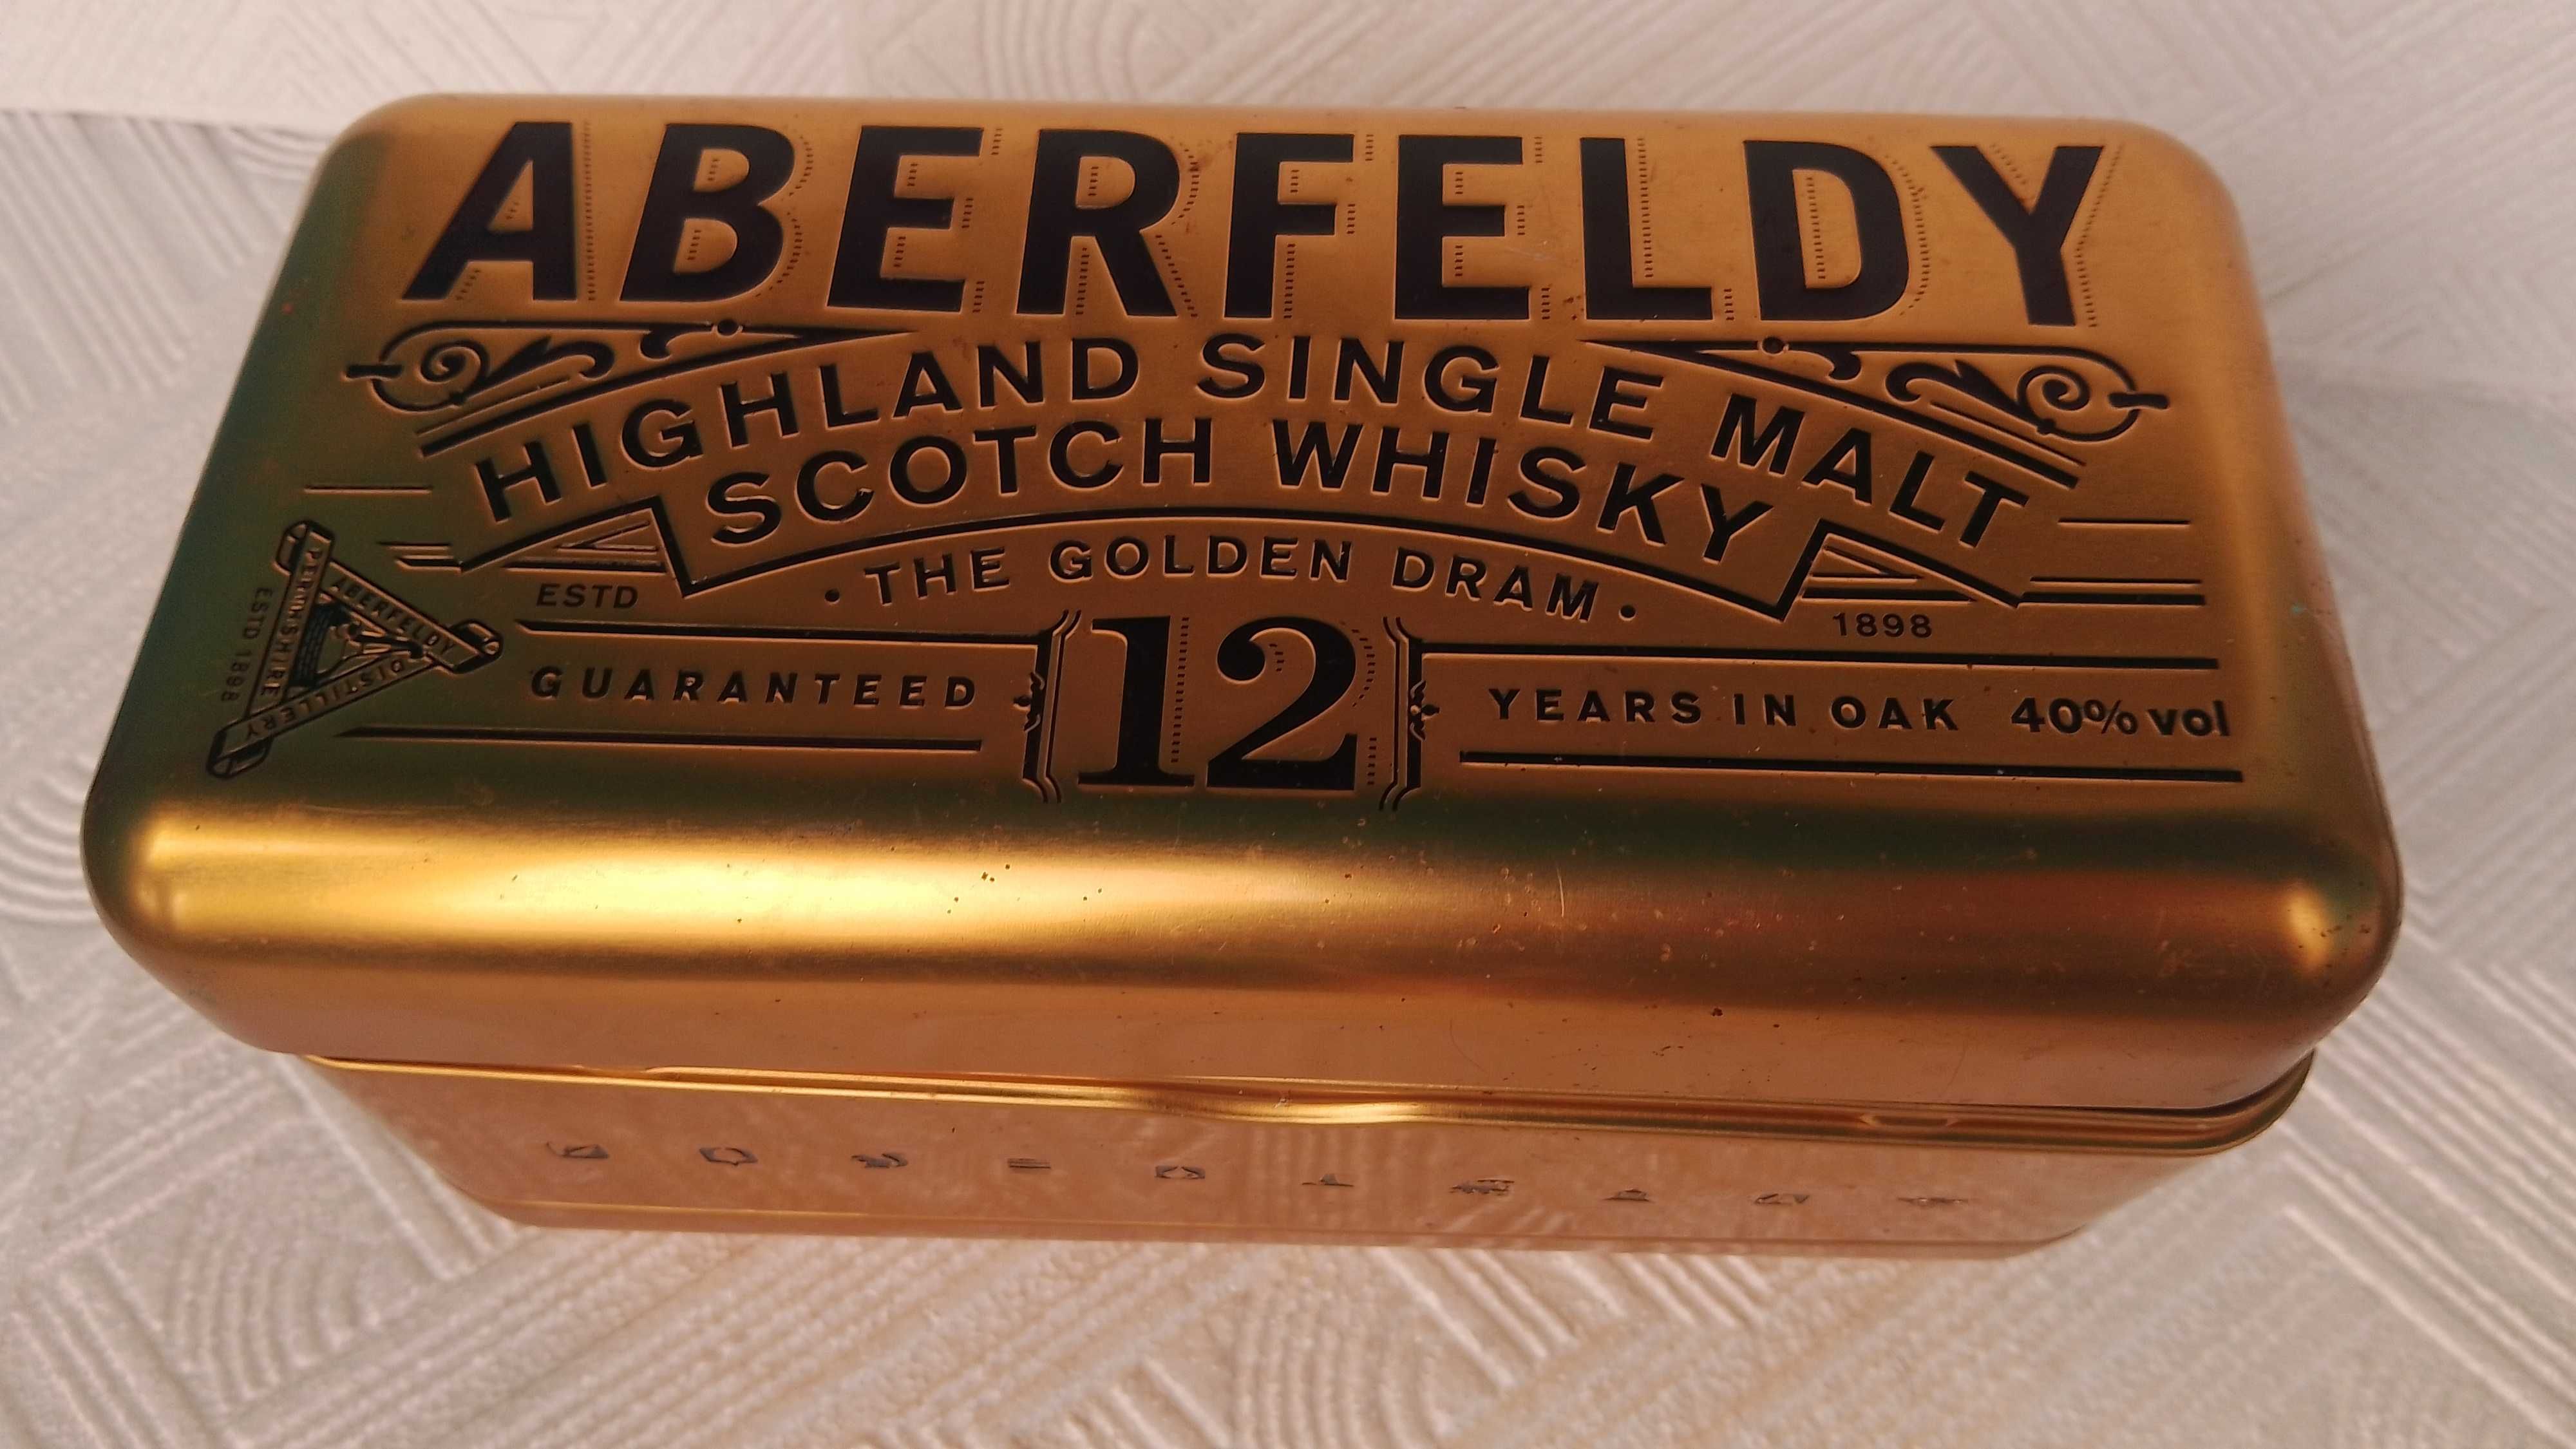 ABERFELDY
HIGHLAND SINGLE MALT
SCOTCH WHISKY
· THE GOLDEN DRAM ·
ESTD 1898
GUARANTEED 12 YEARS IN OAK 40% vol
ABERFELDY
DISTILLERY
PERTHSHIRE
ESTD 1898